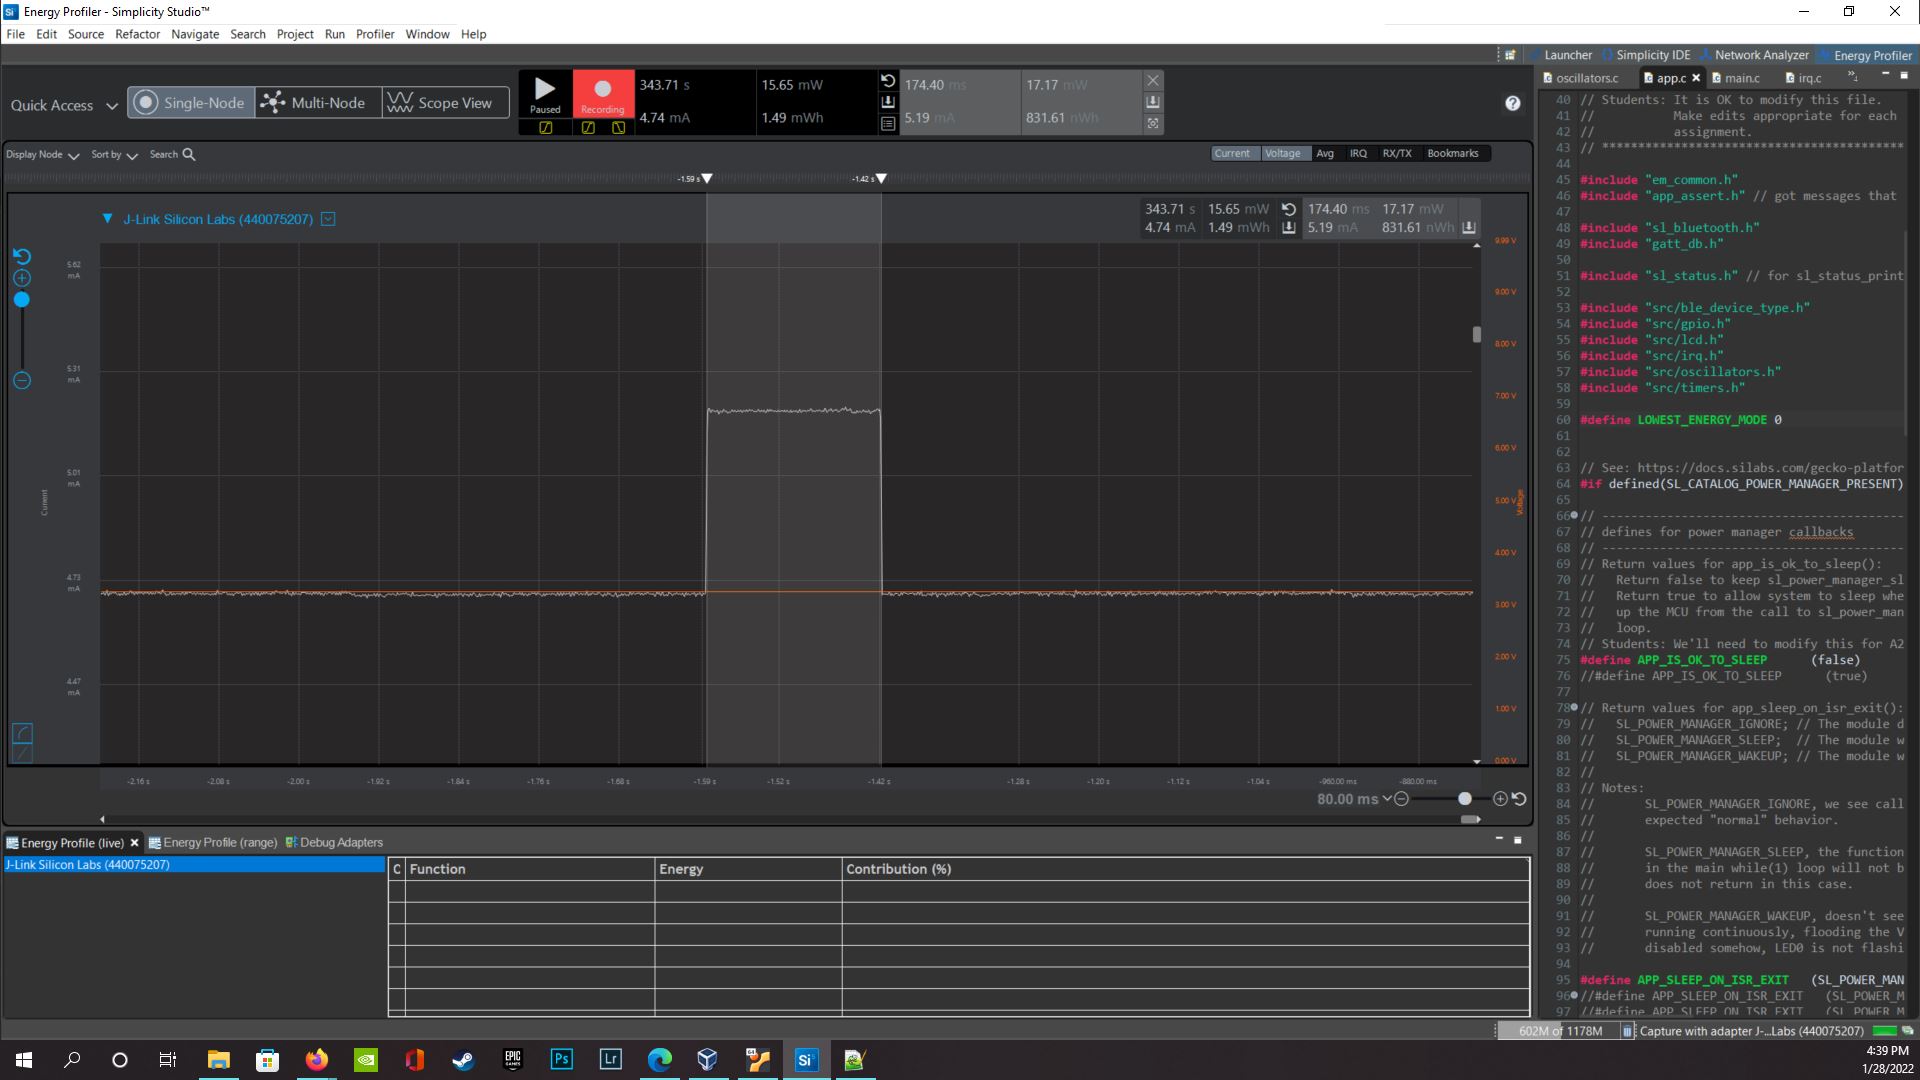 Energy Profiler - Simplicity Studio™
File Edit Source Refactor Navigate Search Project Run Profiler Window Help
Launcher Simplicity IDE Network Analyzer Energy Profiler
Quick Access Single-Node Multi-Node Scope View
Paused Recording
343.71 s 15.65 mW 174.40 ms 17.17 mW
4.74 mA 1.49 mWh 5.19 mA 831.61 nWh
Display Node Sort by Search
Current Voltage Avg IRQ RX/TX Bookmarks
-1.59 s -1.42 s
J-Link Silicon Labs (440075207)
343.71 s 15.65 mW 174.40 ms 17.17 mW
4.74 mA 1.49 mWh 5.19 mA 831.61 nWh
5.62 mA
5.31 mA
5.01 mA
4.73 mA
4.47 mA
Current
9.99 V
9.00 V
8.00 V
7.00 V
6.00 V
5.00 V
4.00 V
3.00 V
2.00 V
1.00 V
0.00 V
Voltage
-2.16 s -2.08 s -2.00 s -1.92 s -1.84 s -1.76 s -1.68 s -1.59 s -1.52 s -1.42 s -1.28 s -1.20 s -1.12 s -1.04 s -960.00 ms -880.00 ms
80.00 ms
Energy Profile (live) Energy Profile (range) Debug Adapters
J-Link Silicon Labs (440075207)
C Function Energy Contribution (%)
oscillators.c app.c main.c irq.c
40 // Students: It is OK to modify this file.
41 // Make edits appropriate for each
42 // assignment.
43 // ******************************************
44
45 #include "em_common.h"
46 #include "app_assert.h" // got messages that
47
48 #include "sl_bluetooth.h"
49 #include "gatt_db.h"
50
51 #include "sl_status.h" // for sl_status_print
52
53 #include "src/ble_device_type.h"
54 #include "src/gpio.h"
55 #include "src/lcd.h"
56 #include "src/irq.h"
57 #include "src/oscillators.h"
58 #include "src/timers.h"
59
60 #define LOWEST_ENERGY_MODE 0
61
62
63 // See: https://docs.silabs.com/gecko-platfor
64 #if defined(SL_CATALOG_POWER_MANAGER_PRESENT)
65
66 // ------------------------------------------
67 // defines for power manager callbacks
68 // ------------------------------------------
69 // Return values for app_is_ok_to_sleep():
70 // Return false to keep sl_power_manager_sl
71 // Return true to allow system to sleep whe
72 // up the MCU from the call to sl_power_man
73 // loop.
74 // Students: We'll need to modify this for A2
75 #define APP_IS_OK_TO_SLEEP (false)
76 //#define APP_IS_OK_TO_SLEEP (true)
77
78 // Return values for app_sleep_on_isr_exit():
79 // SL_POWER_MANAGER_IGNORE; // The module d
80 // SL_POWER_MANAGER_SLEEP; // The module w
81 // SL_POWER_MANAGER_WAKEUP; // The module w
82 //
83 // Notes:
84 // SL_POWER_MANAGER_IGNORE, we see call
85 // expected "normal" behavior.
86 //
87 // SL_POWER_MANAGER_SLEEP, the function
88 // in the main while(1) loop will not b
89 // does not return in this case.
90 //
91 // SL_POWER_MANAGER_WAKEUP, doesn't see
92 // running continuously, flooding the V
93 // disabled somehow, LED0 is not flashi
94
95 #define APP_SLEEP_ON_ISR_EXIT (SL_POWER_MAN
96 //#define APP_SLEEP_ON_ISR_EXIT (SL_POWER_M
97 //#define APP_SLEEP_ON_ISR_EXIT (SL_POWER_M
602M of 1178M Capture with adapter J-...Labs (440075207)
EPIC GAMES Ps Lr Si
4:39 PM
1/28/2022